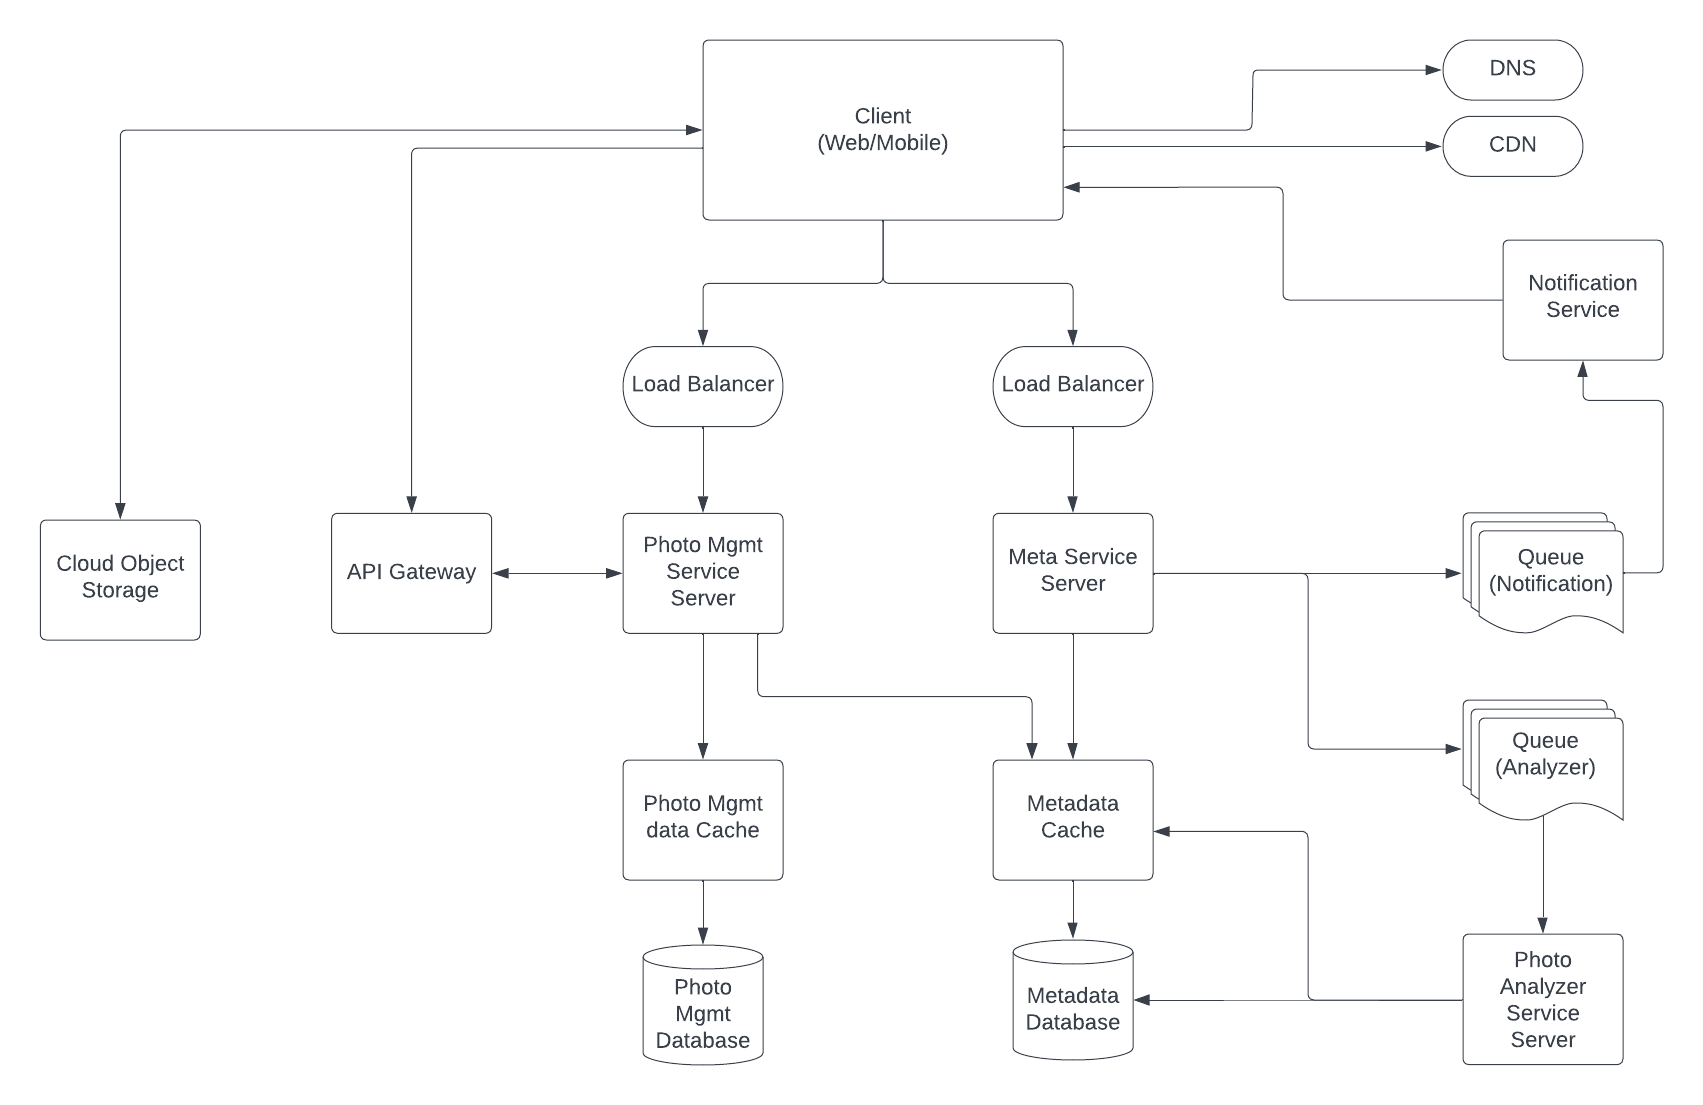 Client
(Web/Mobile)
DNS
CDN
Notification
Service
Load Balancer
Load Balancer
Cloud Object
Storage
API Gateway
Photo Mgmt
Service
Server
Meta Service
Server
Queue
(Notification)
Queue
(Analyzer)
Photo Mgmt
data Cache
Metadata
Cache
Photo
Mgmt
Database
Metadata
Database
Photo
Analyzer
Service
Server